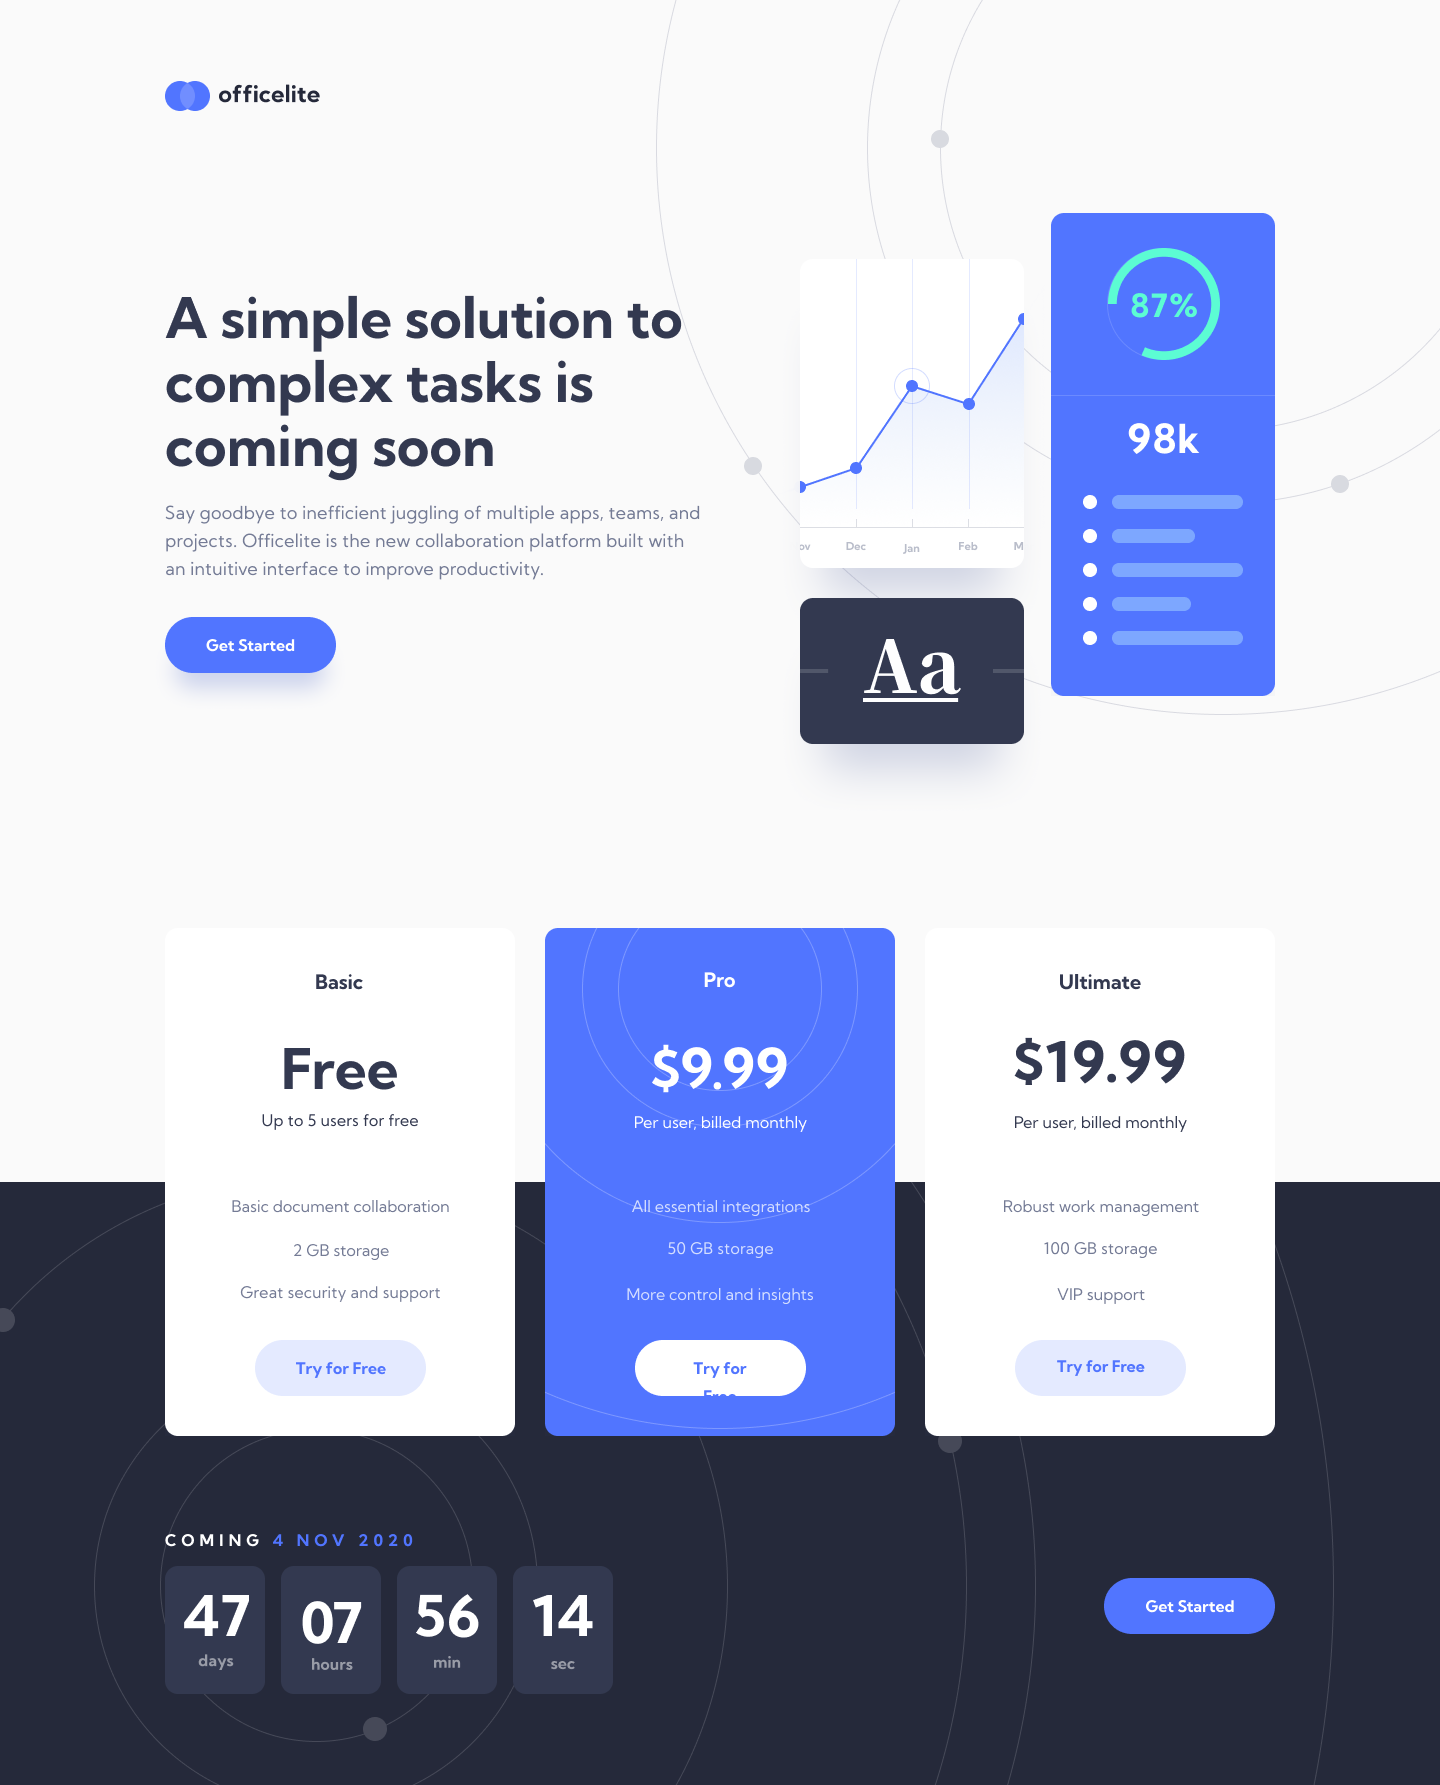 officelite
A simple solution to
complex tasks is
coming soon
Say goodbye to inefficient juggling of multiple apps, teams, and
projects. Officelite is the new collaboration platform built with
an intuitive interface to improve productivity.
Get Started
ov Dec Jan Feb M
Aa
87%
98k
Basic
Free
Up to 5 users for free
Basic document collaboration
2 GB storage
Great security and support
Try for Free
Pro
$9.99
Per user, billed monthly
All essential integrations
50 GB storage
More control and insights
Try for
Free
Ultimate
$19.99
Per user, billed monthly
Robust work management
100 GB storage
VIP support
Try for Free
COMING 4 NOV 2020
47 07 56 14
days hours min sec
Get Started